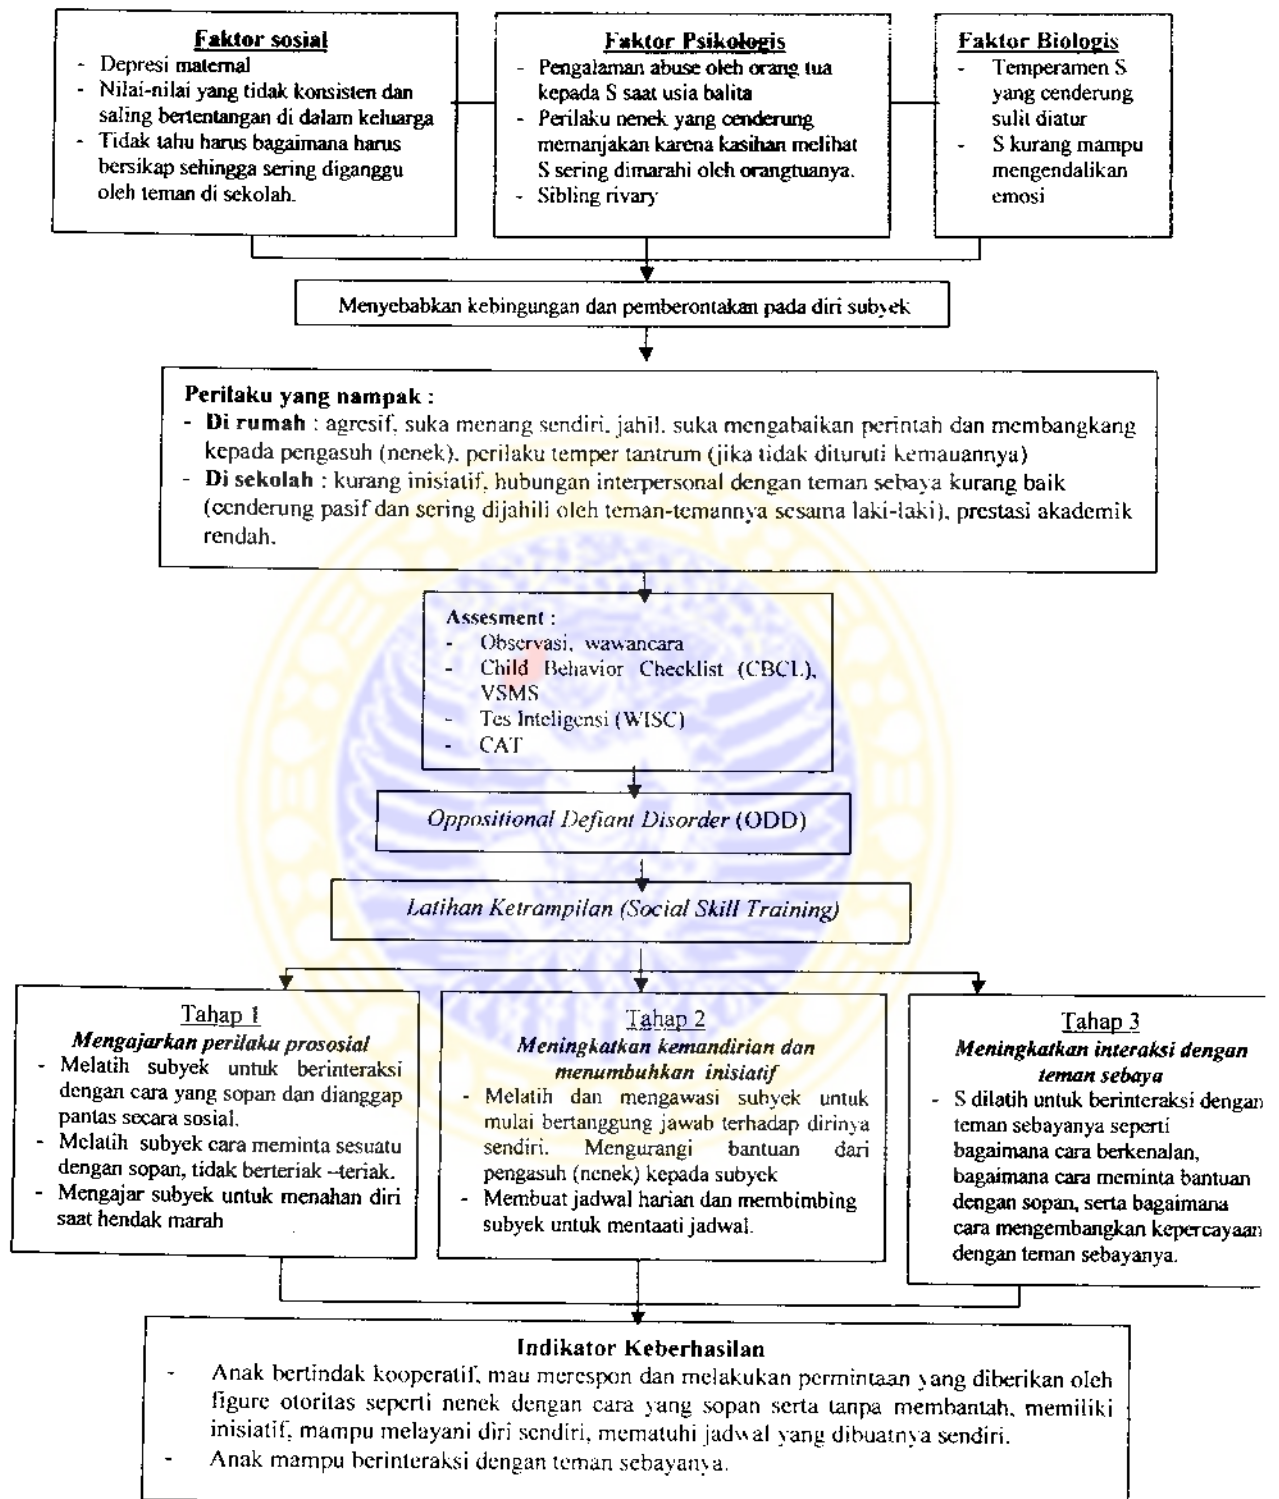 Faktor sosial
- Depresi maternal
- Nilai-nilai yang tidak konsisten dan
saling bertentangan di dalam keluarga
- Tidak tahu harus bagaimana harus
bersikap sehingga sering diganggu
oleh teman di sekolah.
Faktor Psikologis
- Pengalaman abuse oleh orang tua
kepada S saat usia balita
- Perilaku nenek yang cenderung
memanjakan karena kasihan melihat
S sering dimarahi oleh orangtuanya.
- Sibling rivary
Faktor Biologis
- Temperamen S
yang cenderung
sulit diatur
- S kurang mampu
mengendalikan
emosi
Menyebabkan kebingungan dan pemberontakan pada diri subyek
Perilaku yang nampak :
- Di rumah : agresif, suka menang sendiri, jahil, suka mengabaikan perintah dan membangkang
kepada pengasuh (nenek), perilaku temper tantrum (jika tidak dituruti kemauannya)
- Di sekolah : kurang inisiatif, hubungan interpersonal dengan teman sebaya kurang baik
(cenderung pasif dan sering dijahili oleh teman-temannya sesama laki-laki), prestasi akademik
rendah.
Assesment :
- Observasi, wawancara
- Child Behavior Checklist (CBCL),
VSMS
- Tes Inteligensi (WISC)
- CAT
Oppositional Defiant Disorder (ODD)
Latihan Ketrampilan (Social Skill Training)
Tahap 1
Mengajarkan perilaku prososial
- Melatih subyek untuk berinteraksi
dengan cara yang sopan dan dianggap
pantas secara sosial.
- Melatih subyek cara meminta sesuatu
dengan sopan, tidak berteriak –teriak.
- Mengajar subyek untuk menahan diri
saat hendak marah
Tahap 2
Meningkatkan kemandirian dan
menumbuhkan inisiatif
- Melatih dan mengawasi subyek untuk
mulai bertanggung jawab terhadap dirinya
sendiri. Mengurangi bantuan dari
pengasuh (nenek) kepada subyek
- Membuat jadwal harian dan membimbing
subyek untuk mentaati jadwal.
Tahap 3
Meningkatkan interaksi dengan
teman sebaya
- S dilatih untuk berinteraksi dengan
teman sebayanya seperti
bagaimana cara berkenalan,
bagaimana cara meminta bantuan
dengan sopan, serta bagaimana
cara mengembangkan kepercayaan
dengan teman sebayanya.
Indikator Keberhasilan
- Anak bertindak kooperatif, mau merespon dan melakukan permintaan yang diberikan oleh
figure otoritas seperti nenek dengan cara yang sopan serta tanpa membantah, memiliki
inisiatif, mampu melayani diri sendiri, mematuhi jadwal yang dibuatnya sendiri.
- Anak mampu berinteraksi dengan teman sebayanya.